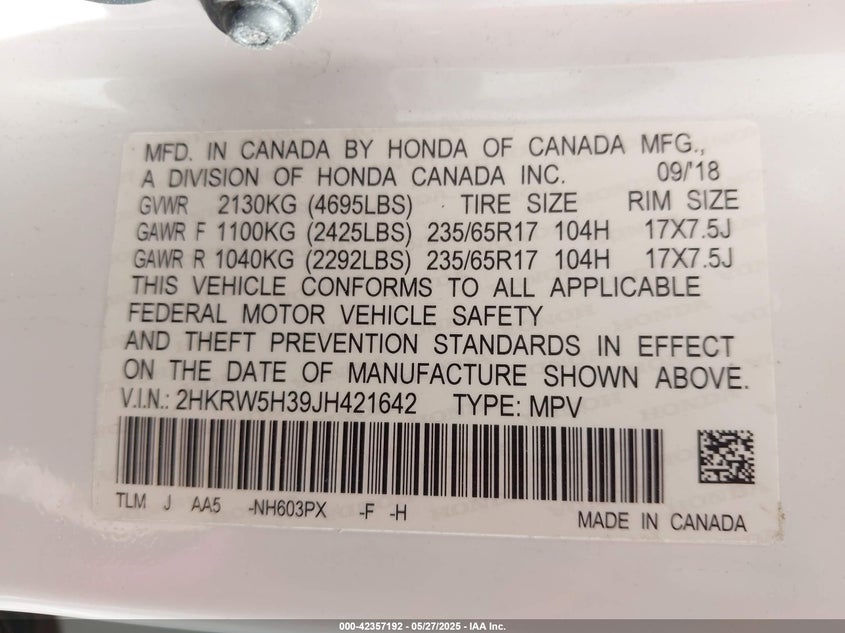 MFD. IN CANADA BY HONDA OF CANADA MFG.,
A DIVISION OF HONDA CANADA INC. 09/'18
GVWR 2130KG (4695LBS) TIRE SIZE RIM SIZE
GAWR F 1100KG (2425LBS) 235/65R17 104H 17X7.5J
GAWR R 1040KG (2292LBS) 235/65R17 104H 17X7.5J
THIS VEHICLE CONFORMS TO ALL APPLICABLE
FEDERAL MOTOR VEHICLE SAFETY
AND THEFT PREVENTION STANDARDS IN EFFECT
ON THE DATE OF MANUFACTURE SHOWN ABOVE.
V.I.N.: 2HKRW5H39JH421642 TYPE: MPV
TLM J AA5 -NH603PX -F -H
MADE IN CANADA
000-42357192 - 05/27/2025 - IAA Inc.